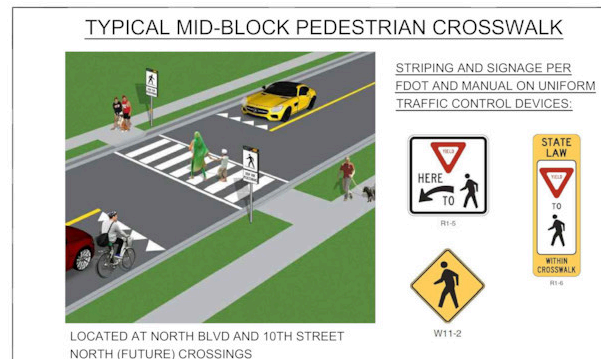 TYPICAL MID-BLOCK PEDESTRIAN CROSSWALK
STRIPING AND SIGNAGE PER
FDOT AND MANUAL ON UNIFORM
TRAFFIC CONTROL DEVICES:
YIELD
HERE
TO
R1-5
STATE
LAW
YIELD
TO
WITHIN
CROSSWALK
R1-6
W11-2
LOCATED AT NORTH BLVD AND 10TH STREET
NORTH (FUTURE) CROSSINGS